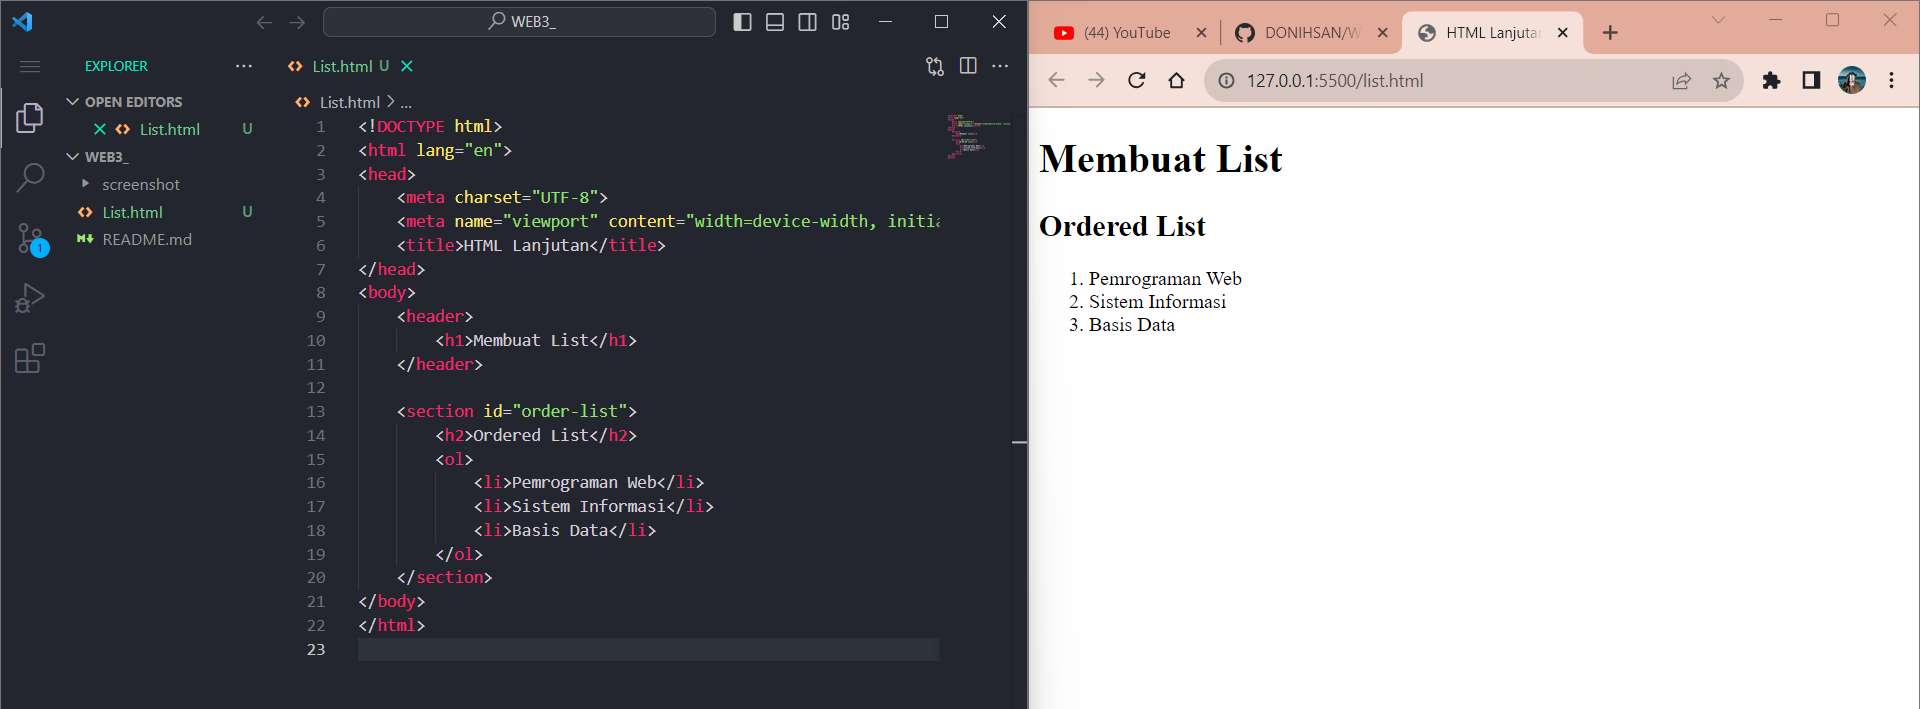 WEB3_
EXPLORER
OPEN EDITORS
List.html U
WEB3_
screenshot
List.html U
README.md
1
List.html U
List.html > ...
1 <!DOCTYPE html>
2 <html lang="en">
3 <head>
4 <meta charset="UTF-8">
5 <meta name="viewport" content="width=device-width, initia
6 <title>HTML Lanjutan</title>
7 </head>
8 <body>
9 <header>
10 <h1>Membuat List</h1>
11 </header>
12
13 <section id="order-list">
14 <h2>Ordered List</h2>
15 <ol>
16 <li>Pemrograman Web</li>
17 <li>Sistem Informasi</li>
18 <li>Basis Data</li>
19 </ol>
20 </section>
21 </body>
22 </html>
23
(44) YouTube
DONIHSAN/W
HTML Lanjutan
127.0.0.1:5500/list.html
Membuat List
Ordered List
1. Pemrograman Web
2. Sistem Informasi
3. Basis Data